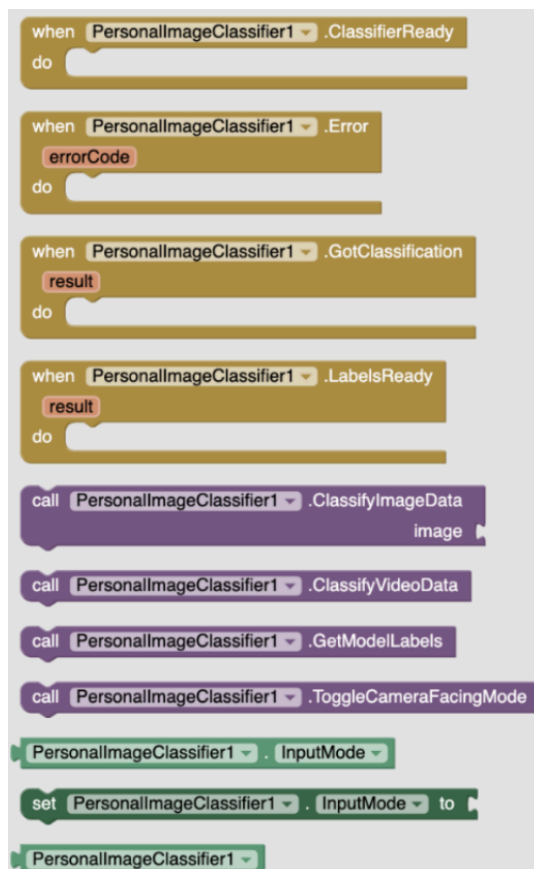 when PersonalImageClassifier1 .ClassifierReady
do
when PersonalImageClassifier1 .Error
errorCode
do
when PersonalImageClassifier1 .GotClassification
result
do
when PersonalImageClassifier1 .LabelsReady
result
do
call PersonalImageClassifier1 .ClassifyImageData
image
call PersonalImageClassifier1 .ClassifyVideoData
call PersonalImageClassifier1 .GetModelLabels
call PersonalImageClassifier1 .ToggleCameraFacingMode
PersonalImageClassifier1 . InputMode
set PersonalImageClassifier1 . InputMode to
PersonalImageClassifier1